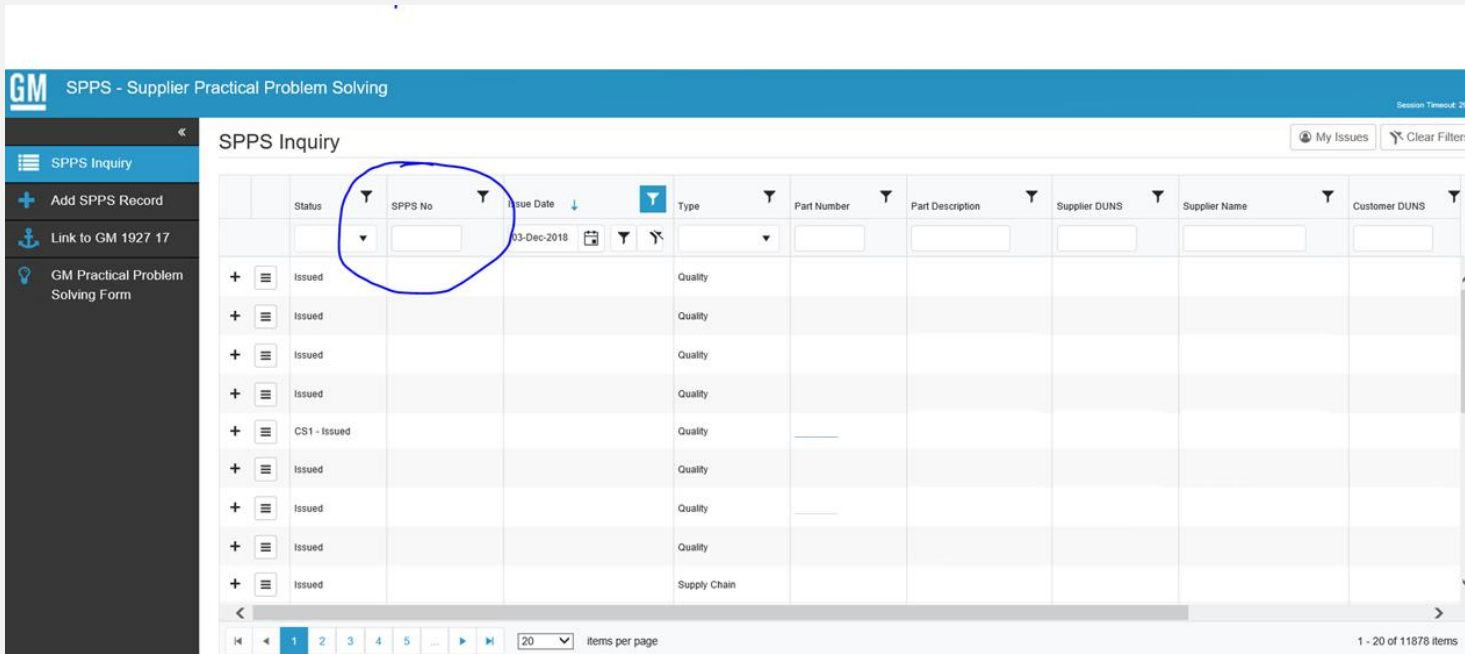 GM SPPS - Supplier Practical Problem Solving
Session Timeout:
«
SPPS Inquiry
Add SPPS Record
Link to GM 1927 17
GM Practical Problem
Solving Form
SPPS Inquiry
My Issues
Clear Filters
Status SPPS No Issue Date ↓ Type Part Number Part Description Supplier DUNS Supplier Name Customer DUNS
03-Dec-2018
+ Issued Quality
+ Issued Quality
+ Issued Quality
+ Issued Quality
+ CS1 - Issued Quality
+ Issued Quality
+ Issued Quality
+ Issued Quality
+ Issued Supply Chain
1 2 3 4 5 ... 20 items per page 1 - 20 of 11878 items